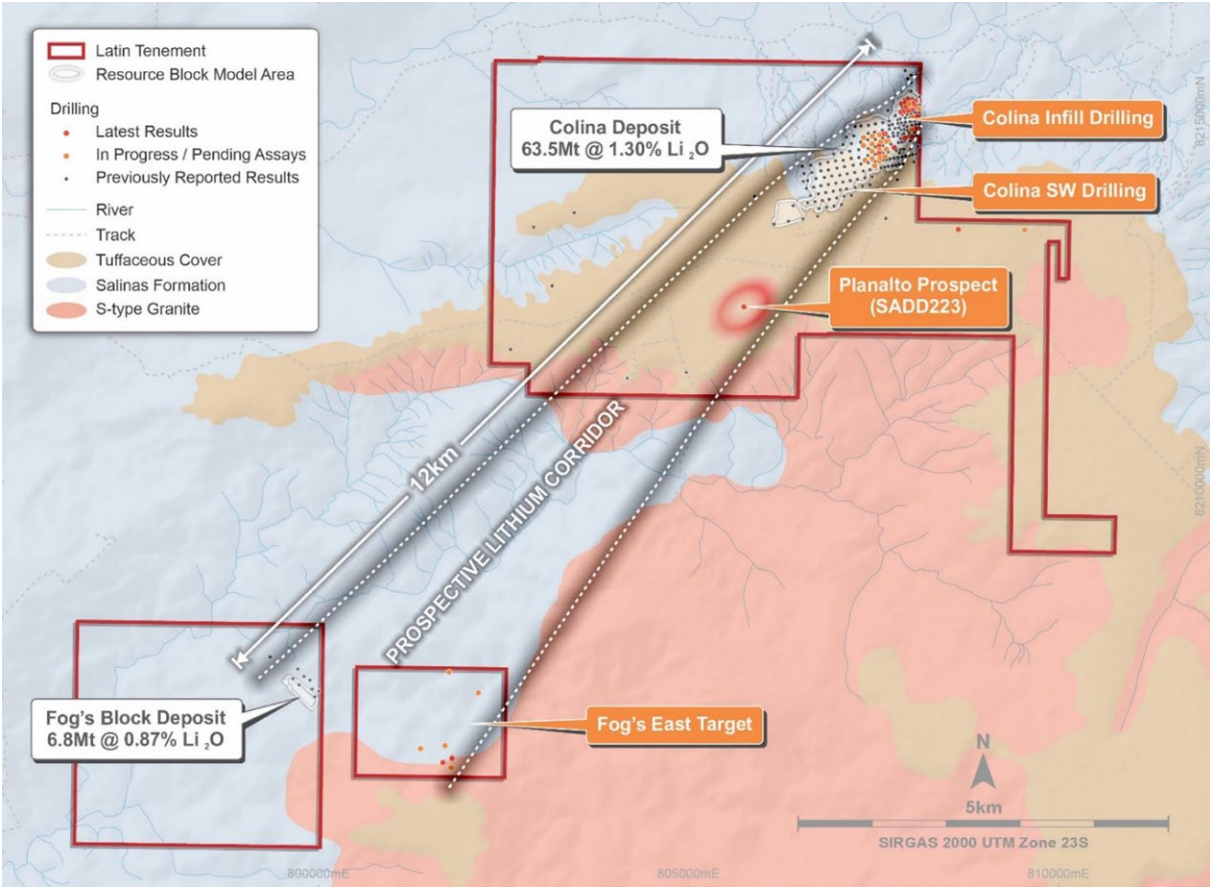 Latin Tenement
Resource Block Model Area
Drilling
Latest Results
In Progress / Pending Assays
Previously Reported Results
River
Track
Tuffaceous Cover
Salinas Formation
S-type Granite
Colina Deposit
63.5Mt @ 1.30% Li₂O
Colina Infill Drilling
Colina SW Drilling
8215000mN
Planalto Prospect
(SADD223)
12km
PROSPECTIVE LITHIUM CORRIDOR
8210000mN
Fog's Block Deposit
6.8Mt @ 0.87% Li₂O
Fog's East Target
N
5km
SIRGAS 2000 UTM Zone 23S
800000mE
805000mE
810000mE